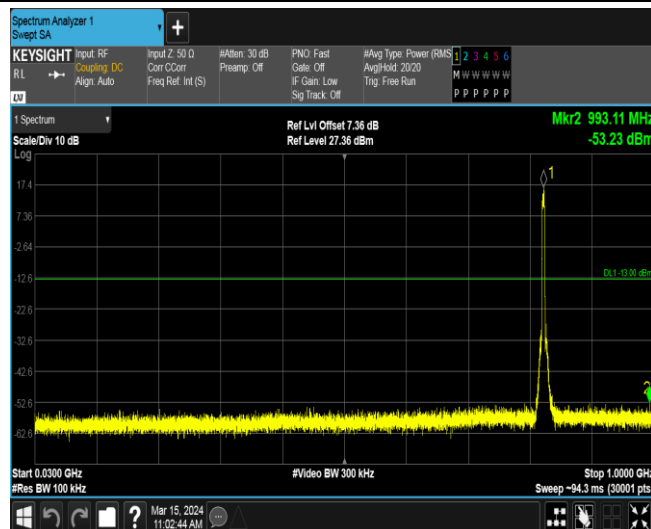 Spectrum Analyzer 1
Swept SA
+
KEYSIGHT Input: RF Input Z: 50 Ω #Atten: 30 dB PNO: Fast #Avg Type: Power (RMS 1 2 3 4 5 6
RL Coupling: DC Corr CCorr Preamp: Off Gate: Off Avg|Hold: 20/20 M W W W W W
Align: Auto Freq Ref: Int (S) IF Gain: Low Trig: Free Run
LXI Sig Track: Off P P P P P P
1 Spectrum Ref Lvl Offset 7.36 dB Mkr2 993.11 MHz
Scale/Div 10 dB Ref Level 27.36 dBm -53.23 dBm
Log
1
17.4
7.36
-2.64
DL1 -13.00 dBm
-12.6
-22.6
-32.6
-42.6
-52.6
-62.6
Start 0.0300 GHz #Video BW 300 kHz Stop 1.0000 GHz
#Res BW 100 kHz Sweep ~94.3 ms (30001 pts
? Mar 15, 2024
11:02:44 AM